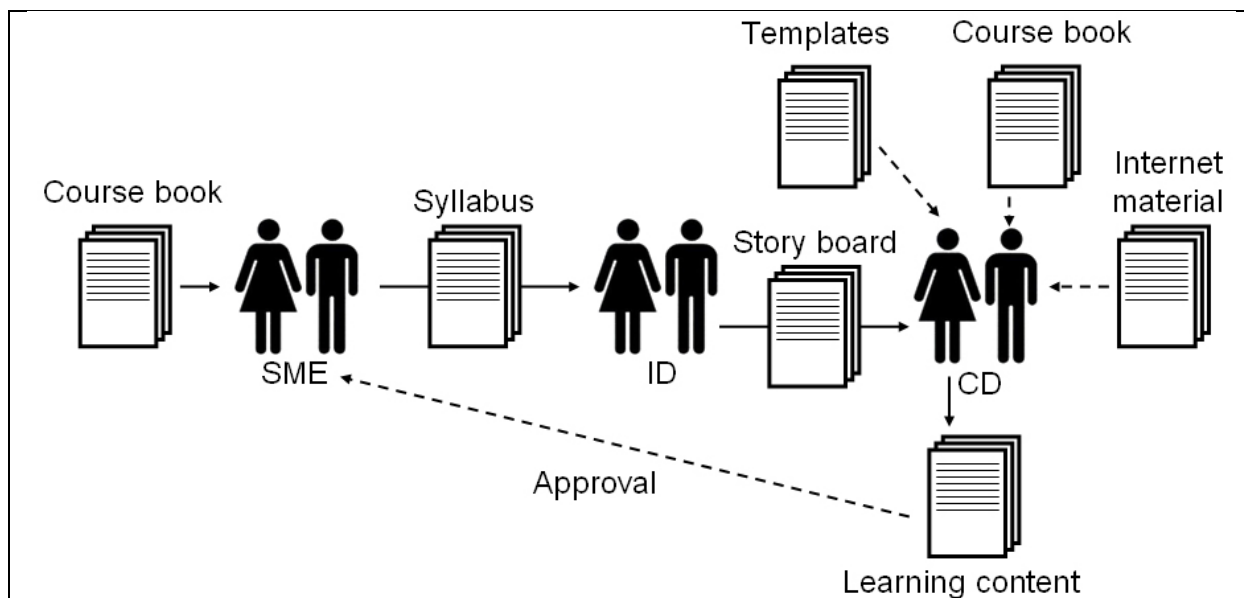 Templates
Course book
Internet
material
Course book
Syllabus
Story board
SME
ID
CD
Approval
Learning content